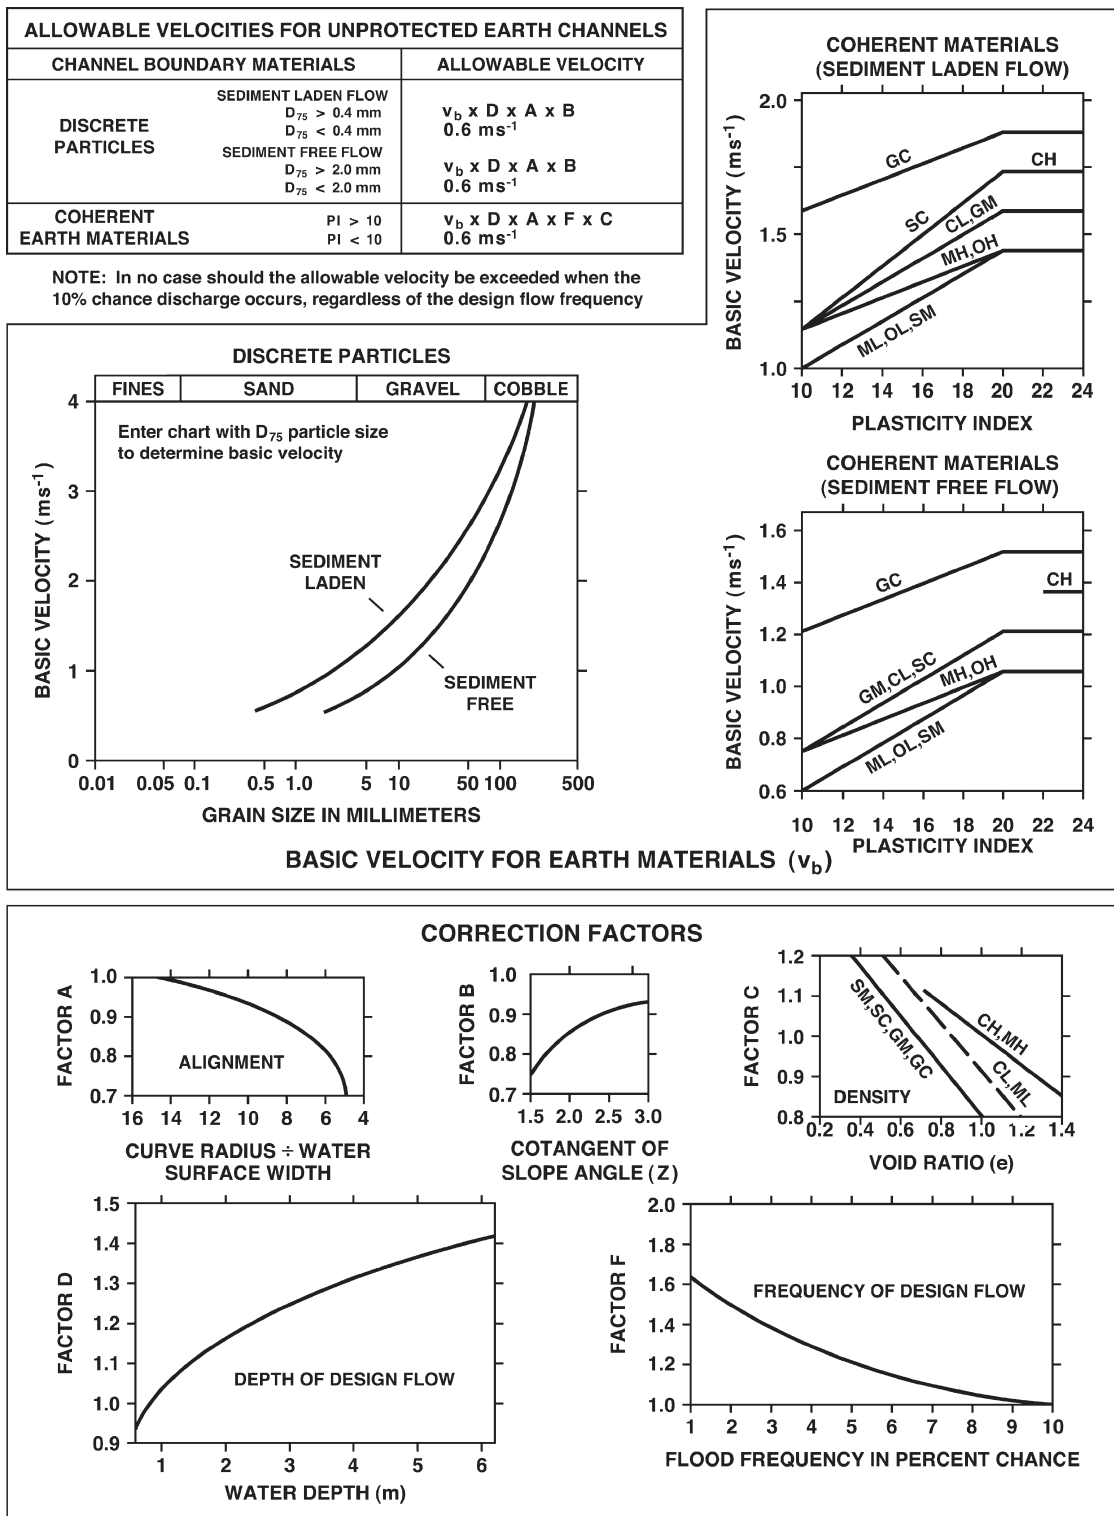 ALLOWABLE VELOCITIES FOR UNPROTECTED EARTH CHANNELS
CHANNEL BOUNDARY MATERIALS
ALLOWABLE VELOCITY
DISCRETE
PARTICLES
SEDIMENT LADEN FLOW
D75 > 0.4 mm
D75 < 0.4 mm
SEDIMENT FREE FLOW
D75 > 2.0 mm
D75 < 2.0 mm
vb x D x A x B
0.6 ms-1
vb x D x A x B
0.6 ms-1
COHERENT
EARTH MATERIALS
PI > 10
PI < 10
vb x D x A x F x C
0.6 ms-1
NOTE: In no case should the allowable velocity be exceeded when the
10% chance discharge occurs, regardless of the design flow frequency
COHERENT MATERIALS
(SEDIMENT LADEN FLOW)
BASIC VELOCITY (ms-1)
2.0
1.5
1.0
GC
CH
SC
CL,GM
MH,OH
ML,OL,SM
10 12 14 16 18 20 22 24
PLASTICITY INDEX
DISCRETE PARTICLES
FINES SAND GRAVEL COBBLE
Enter chart with D75 particle size
to determine basic velocity
BASIC VELOCITY (ms-1)
4
3
2
1
0
SEDIMENT
LADEN
SEDIMENT
FREE
0.01 0.05 0.1 0.5 1.0 5 10 50 100 500
GRAIN SIZE IN MILLIMETERS
COHERENT MATERIALS
(SEDIMENT FREE FLOW)
BASIC VELOCITY (ms-1)
1.6
1.4
1.2
1.0
0.8
0.6
GC
CH
GM,CL,SC
MH,OH
ML,OL,SM
10 12 14 16 18 20 22 24
PLASTICITY INDEX
BASIC VELOCITY FOR EARTH MATERIALS (vb)
CORRECTION FACTORS
FACTOR A
1.0
0.9
0.8
0.7
ALIGNMENT
16 14 12 10 8 6 4
CURVE RADIUS ÷ WATER
SURFACE WIDTH
FACTOR B
1.0
0.9
0.8
0.7
1.5 2.0 2.5 3.0
COTANGENT OF
SLOPE ANGLE (Z)
FACTOR C
1.2
1.1
1.0
0.9
0.8
SM,SC,GM,GC
CH,MH
CL,ML
DENSITY
0.2 0.4 0.6 0.8 1.0 1.2 1.4
VOID RATIO (e)
FACTOR D
1.5
1.4
1.3
1.2
1.1
1.0
0.9
DEPTH OF DESIGN FLOW
1 2 3 4 5 6
WATER DEPTH (m)
FACTOR F
2.0
1.8
1.6
1.4
1.2
1.0
FREQUENCY OF DESIGN FLOW
1 2 3 4 5 6 7 8 9 10
FLOOD FREQUENCY IN PERCENT CHANCE